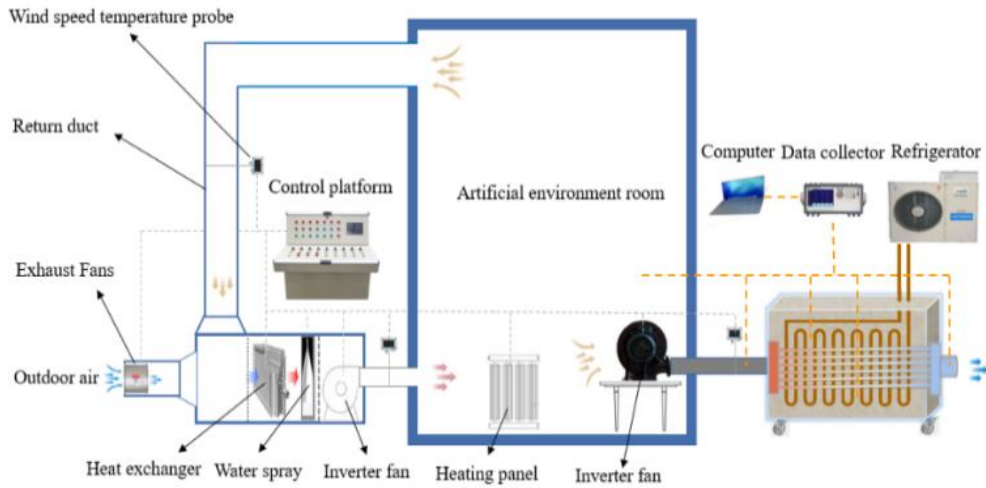 Wind speed temperature probe
Return duct
Control platform
Artificial environment room
Computer
Data collector
Refrigerator
Exhaust Fans
Outdoor air
Heat exchanger
Water spray
Inverter fan
Heating panel
Inverter fan